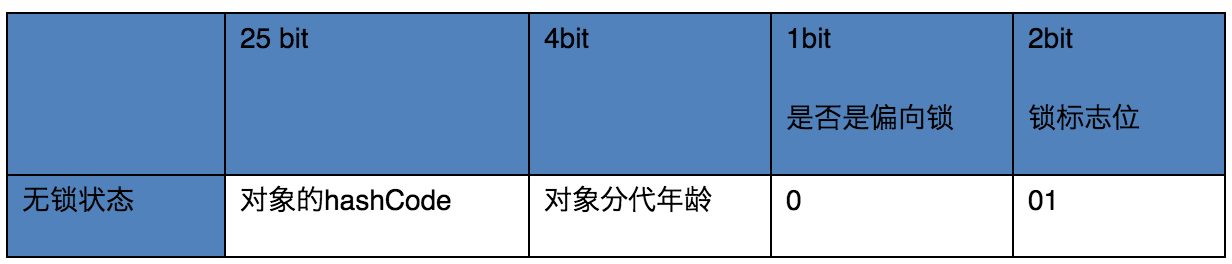 25 bit
4bit
1bit
是否是偏向锁
2bit
锁标志位
无锁状态
对象的hashCode
对象分代年龄
0
01